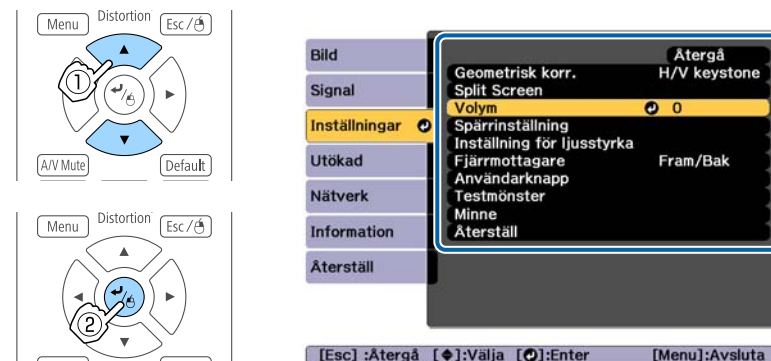 Menu
Distortion
Esc/
1
A/V Mute
Default
Menu
Distortion
Esc/
2
Bild
Signal
Inställningar
Utökad
Nätverk
Information
Återställ
Återgå
Geometrisk korr. H/V keystone
Split Screen
Volym 0
Spärrinställning
Inställning för ljusstyrka
Fjärrmottagare Fram/Bak
Användarknapp
Testmönster
Minne
Återställ
[Esc] :Återgå [◆]:Välja [↵]:Enter [Menu]:Avsluta